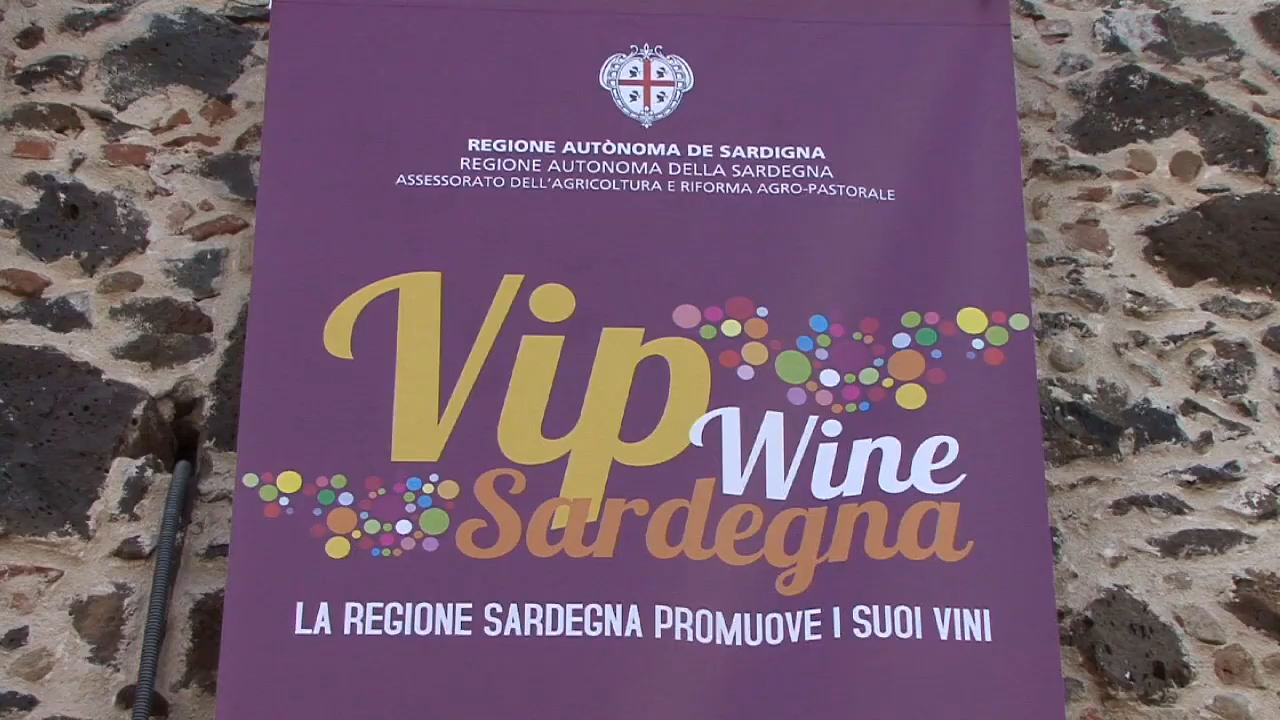 REGIONE AUTÒNOMA DE SARDIGNA
REGIONE AUTONOMA DELLA SARDEGNA
ASSESSORATO DELL'AGRICOLTURA E RIFORMA AGRO-PASTORALE
Vip
Wine
Sardegna
LA REGIONE SARDEGNA PROMUOVE I SUOI VINI